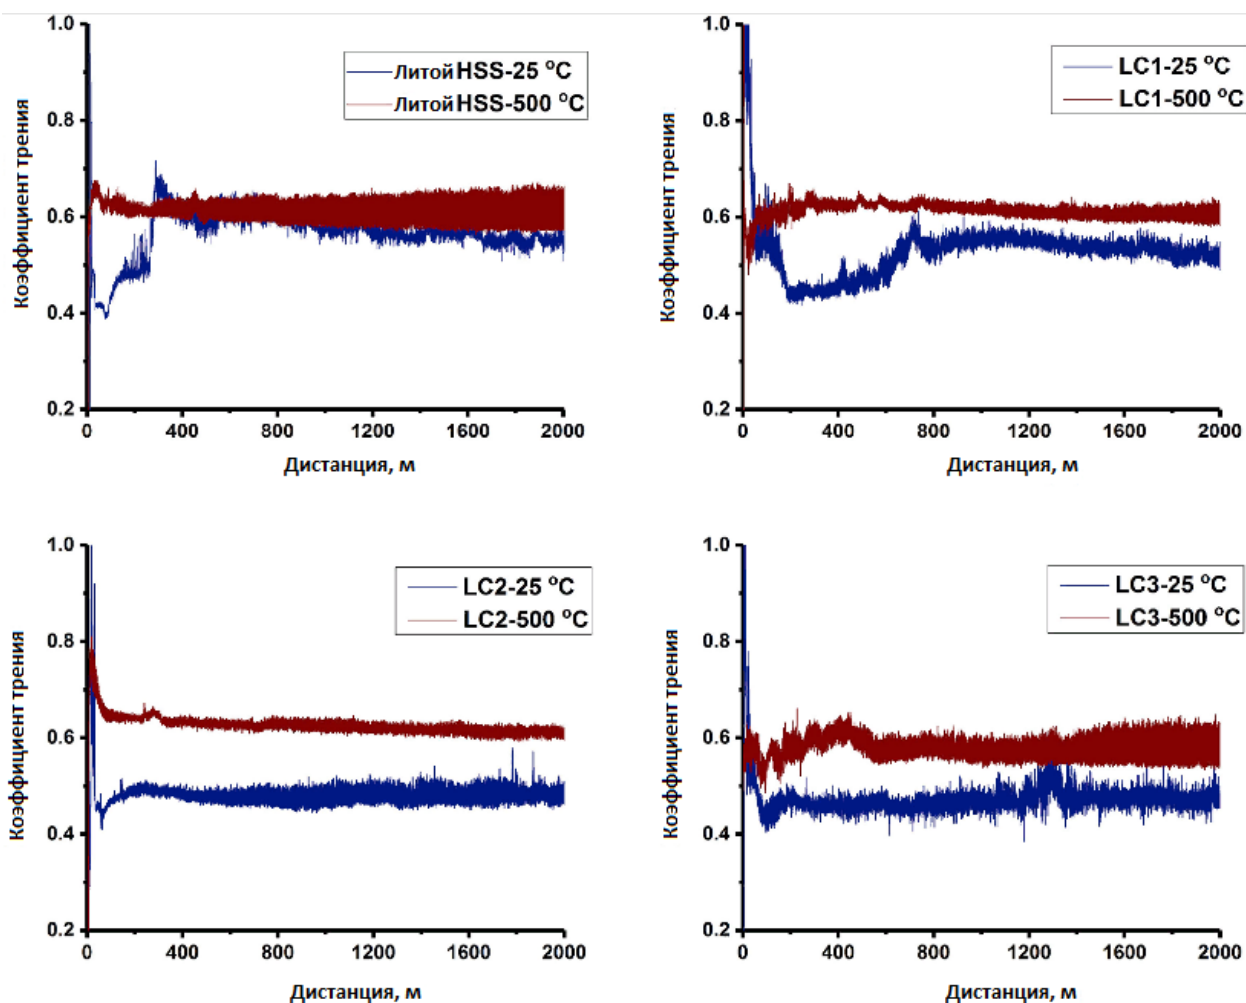 1.0
0.8
0.6
0.4
0.2
Коэффициент трения
Литой HSS-25 °C
Литой HSS-500 °C
0 400 800 1200 1600 2000
Дистанция, м
1.0
0.8
0.6
0.4
0.2
Коэффициент трения
LC1-25 °C
LC1-500 °C
0 400 800 1200 1600 2000
Дистанция, м
1.0
0.8
0.6
0.4
0.2
Коэффициент трения
LC2-25 °C
LC2-500 °C
0 400 800 1200 1600 2000
Дистанция, м
1.0
0.8
0.6
0.4
0.2
Коэффициент трения
LC3-25 °C
LC3-500 °C
0 400 800 1200 1600 2000
Дистанция, м